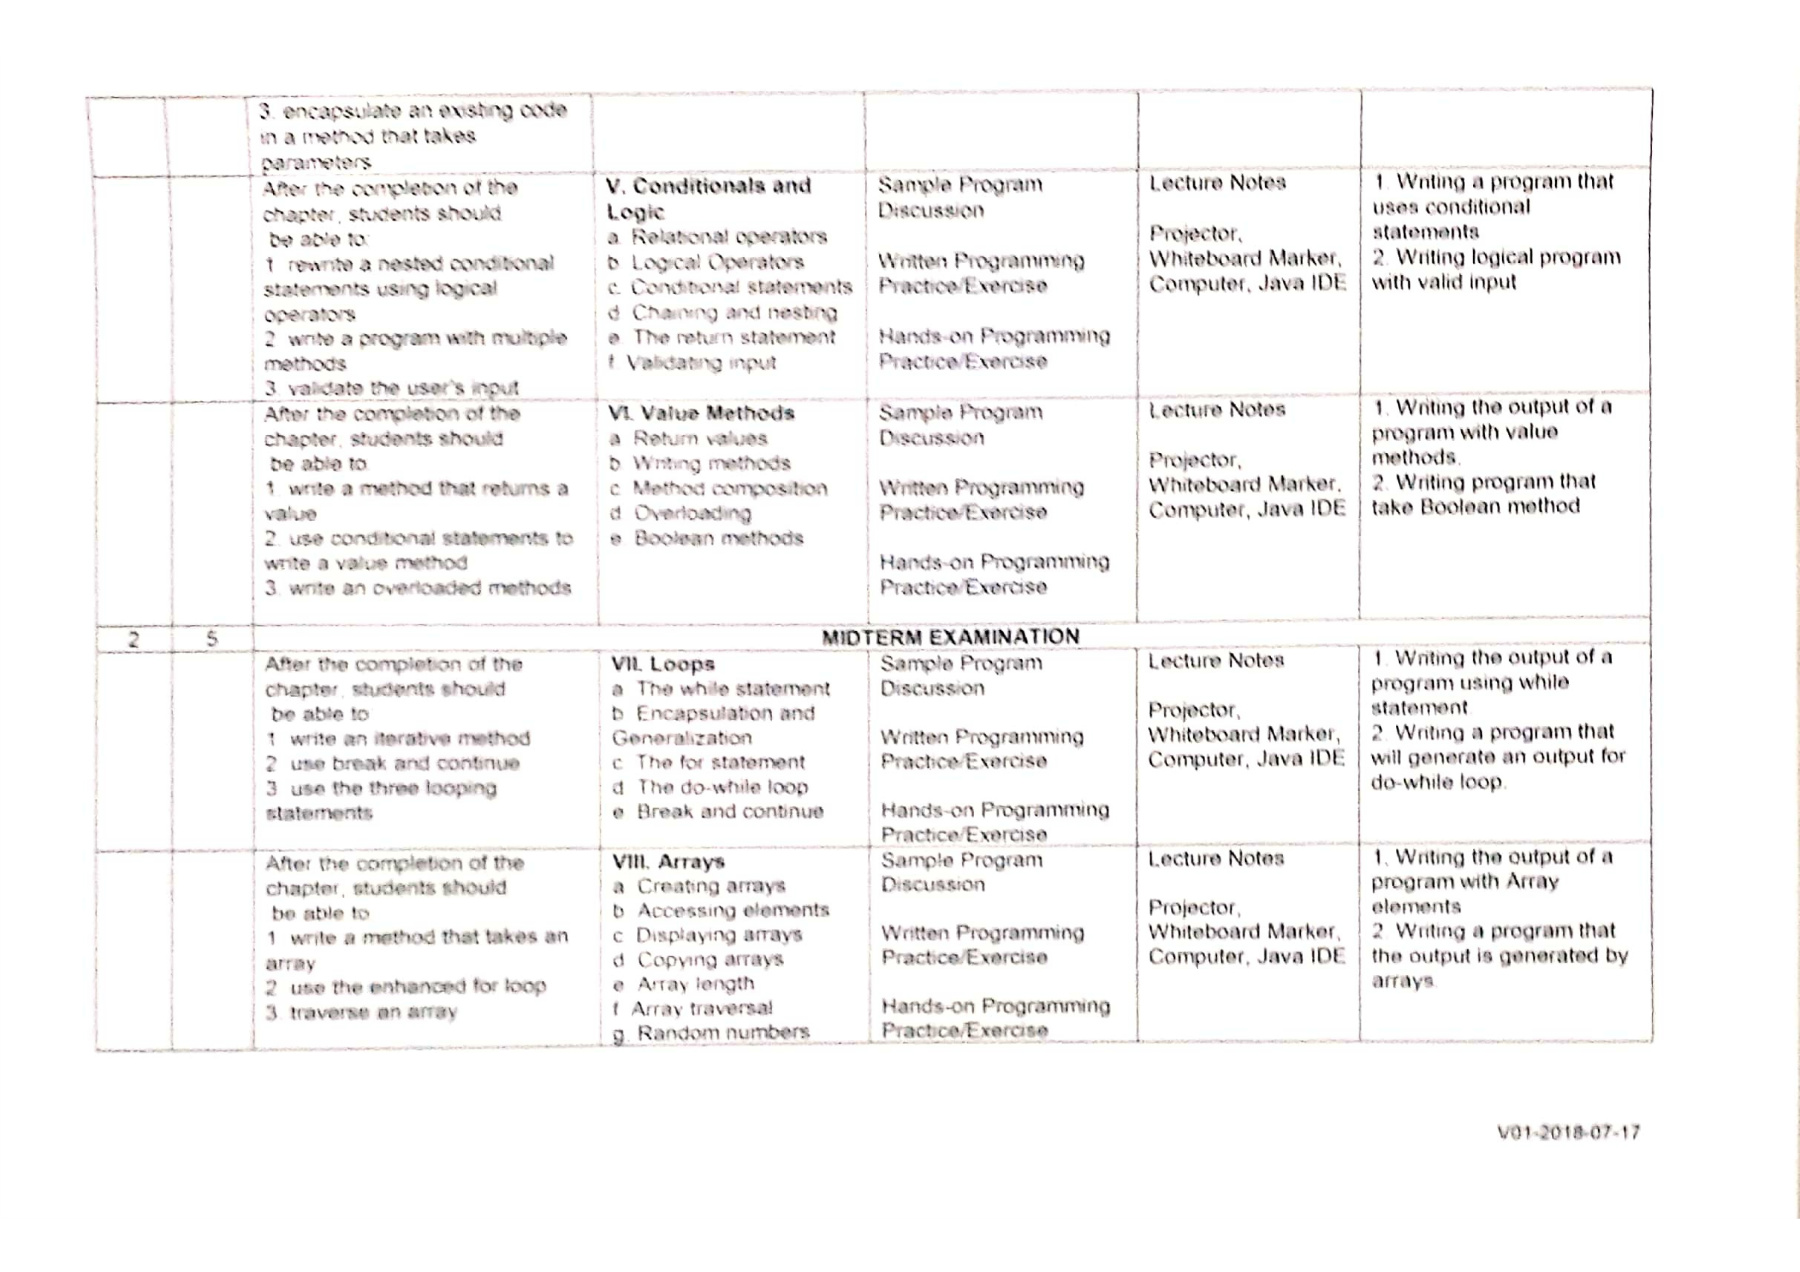 3. encapsulate an existing code
in a method that takes
parameters
After the completion of the
chapter, students should
be able to:
1 rewrite a nested conditional
statements using logical
operators
2 write a program with multiple
methods
3 validate the user's input
V. Conditionals and
Logic
a Relational operators
b Logical Operators
c. Conditional statements
d Chaining and nesting
e The return statement
f Validating input
Sample Program
Discussion
Written Programming
Practice/Exercise
Hands-on Programming
Practice/Exercise
Lecture Notes
Projector,
Whiteboard Marker,
Computer, Java IDE
1. Writing a program that
uses conditional
statements
2. Writing logical program
with valid input
After the completion of the
chapter, students should
be able to
1 write a method that returns a
value
2. use conditional statements to
write a value method
3. write an overloaded methods
VI. Value Methods
a Return values
b Writing methods
c Method composition
d Overloading
e Boolean methods
Sample Program
Discussion
Written Programming
Practice/Exercise
Hands-on Programming
Practice/Exercise
Lecture Notes
Projector,
Whiteboard Marker,
Computer, Java IDE
1. Writing the output of a
program with value
methods.
2. Writing program that
take Boolean method
2 5 MIDTERM EXAMINATION
After the completion of the
chapter, students should
be able to
1 write an iterative method
2 use break and continue
3 use the three looping
statements
VII. Loops
a The while statement
b Encapsulation and
Generalization
c The for statement
d The do-while loop
e Break and continue
Sample Program
Discussion
Written Programming
Practice/Exercise
Hands-on Programming
Practice/Exercise
Lecture Notes
Projector,
Whiteboard Marker,
Computer, Java IDE
1. Writing the output of a
program using while
statement
2. Writing a program that
will generate an output for
do-while loop.
After the completion of the
chapter, students should
be able to
1 write a method that takes an
array
2 use the enhanced for loop
3. traverse an array
VIII. Arrays
a Creating arrays
b Accessing elements
c Displaying arrays
d Copying arrays
e Array length
f Array traversal
g. Random numbers
Sample Program
Discussion
Written Programming
Practice/Exercise
Hands-on Programming
Practice/Exercise
Lecture Notes
Projector,
Whiteboard Marker,
Computer, Java IDE
1. Writing the output of a
program with Array
elements
2 Writing a program that
the output is generated by
arrays
V01-2018-07-17